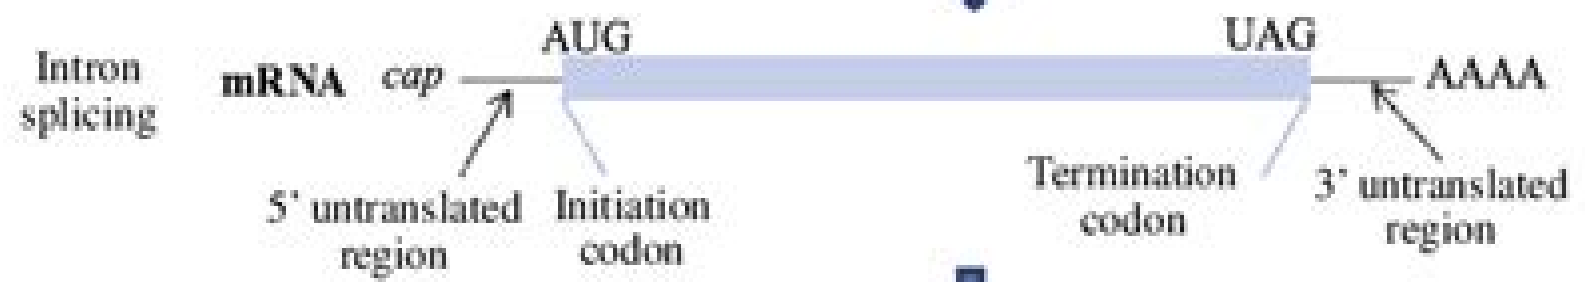 AUG
UAG
Intron
splicing
mRNA cap
AAAA
5' untranslated
region
Initiation
codon
Termination
codon
3' untranslated
region